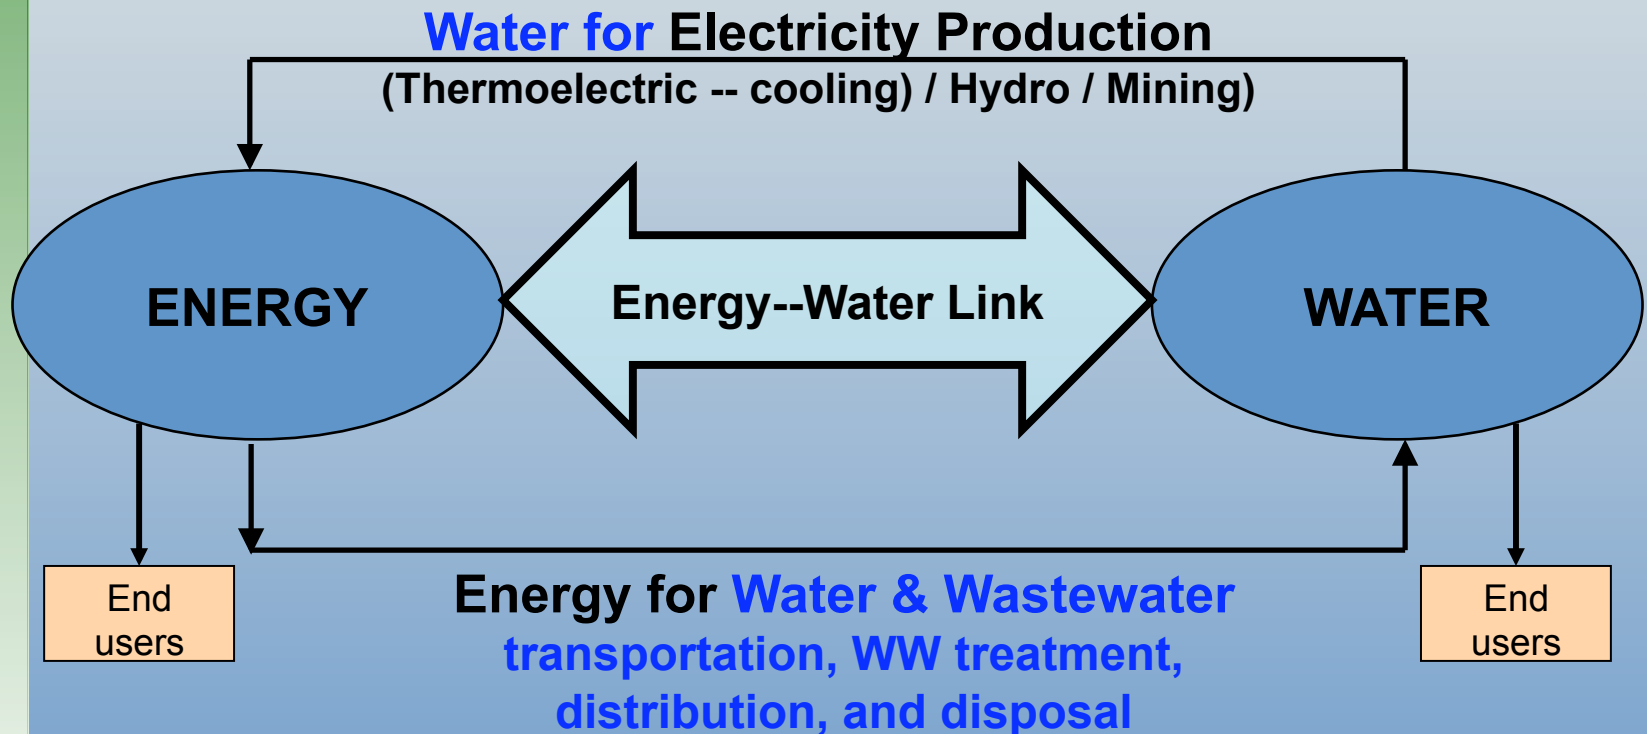 Water for Electricity Production
(Thermoelectric -- cooling) / Hydro / Mining)
ENERGY
Energy--Water Link
WATER
End
users
Energy for Water & Wastewater
transportation, WW treatment,
distribution, and disposal
End
users